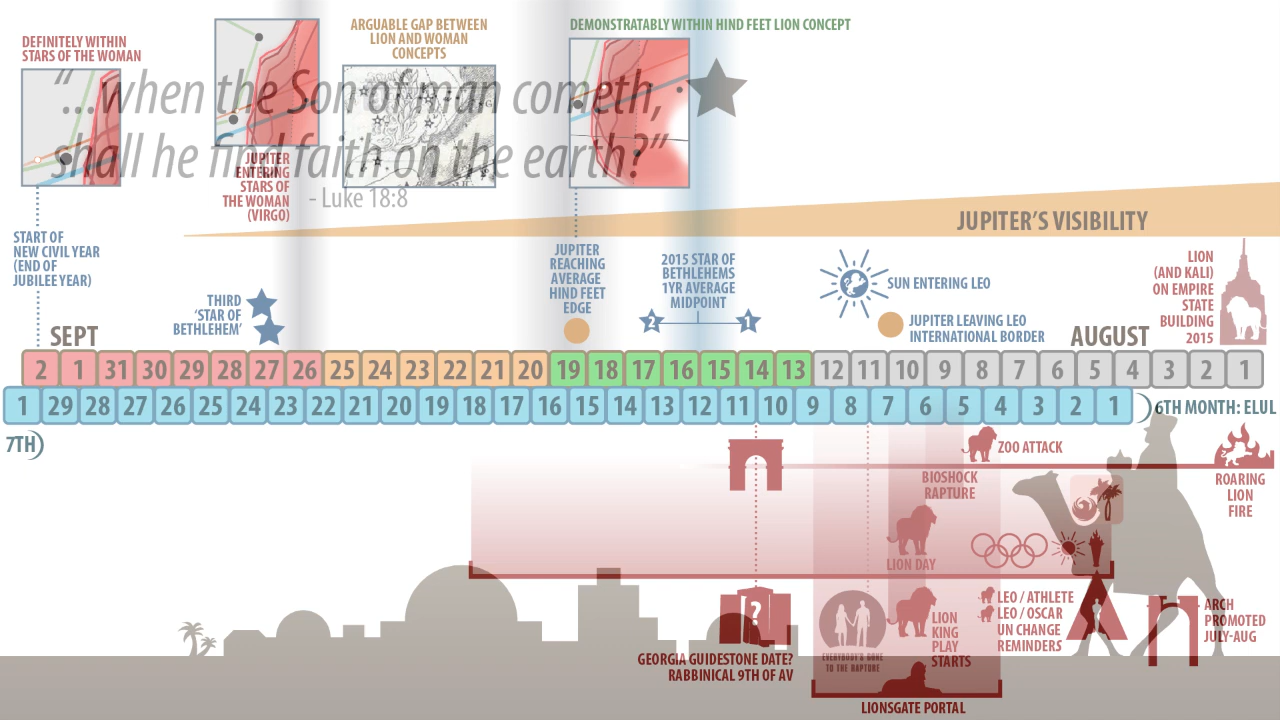 DEFINITELY WITHIN
STARS OF THE WOMAN
ARGUABLE GAP BETWEEN
LION AND WOMAN
CONCEPTS
DEMONSTRATABLY WITHIN HIND FEET LION CONCEPT
“...when the Son of man cometh,
shall he find faith on the earth?”
- Luke 18:8
JUPITER
ENTERING
STARS OF
THE WOMAN
(VIRGO)
JUPITER'S VISIBILITY
START OF
NEW CIVIL YEAR
(END OF
JUBILEE YEAR)
THIRD
‘STAR OF
BETHLEHEM’
JUPITER
REACHING
AVERAGE
HIND FEET
EDGE
2015 STAR OF
BETHLEHEMS
1YR AVERAGE
MIDPOINT
2
1
SUN ENTERING LEO
JUPITER LEAVING LEO
INTERNATIONAL BORDER
LION
(AND KALI)
ON EMPIRE
STATE
BUILDING
2015
SEPT
AUGUST
2 1 31 30 29 28 27 26 25 24 23 22 21 20 19 18 17 16 15 14 13 12 11 10 9 8 7 6 5 4 3 2 1
1 29 28 27 26 25 24 23 22 21 20 19 18 17 16 15 14 13 12 11 10 9 8 7 6 5 4 3 2 1 6TH MONTH: ELUL
7TH
ZOO ATTACK
BIOSHOCK
RAPTURE
ROARING
LION
FIRE
LION DAY
?
GEORGIA GUIDESTONE DATE?
RABBINICAL 9TH OF AV
EVERYBODY'S GONE
TO THE RAPTURE
LION
KING
PLAY
STARTS
LEO / ATHLETE
LEO / OSCAR
UN CHANGE
REMINDERS
ARCH
PROMOTED
JULY-AUG
LIONSGATE PORTAL